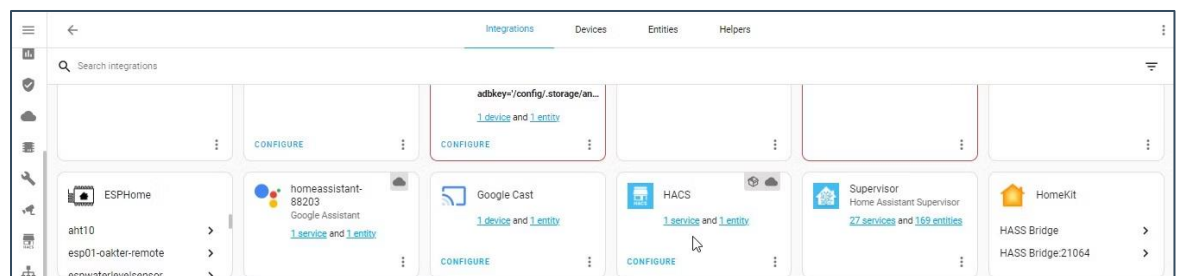 Integrations Devices Entities Helpers
Search integrations
adbkey='/config/.storage/an...
1 device and 1 entity
CONFIGURE CONFIGURE
ESPHome
aht10
esp01-oakter-remote
espwaterlevelsensor
homeassistant-
88203
Google Assistant
1 service and 1 entity
Google Cast
1 device and 1 entity
CONFIGURE
HACS
HACS
1 service and 1 entity
CONFIGURE
Supervisor
Home Assistant Supervisor
27 services and 169 entities
HomeKit
HASS Bridge
HASS Bridge:21064